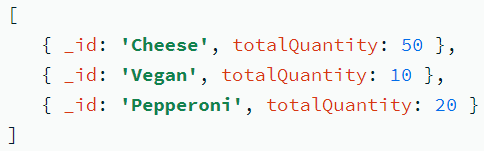 [
{ _id: 'Cheese', totalQuantity: 50 },
{ _id: 'Vegan', totalQuantity: 10 },
{ _id: 'Pepperoni', totalQuantity: 20 }
]